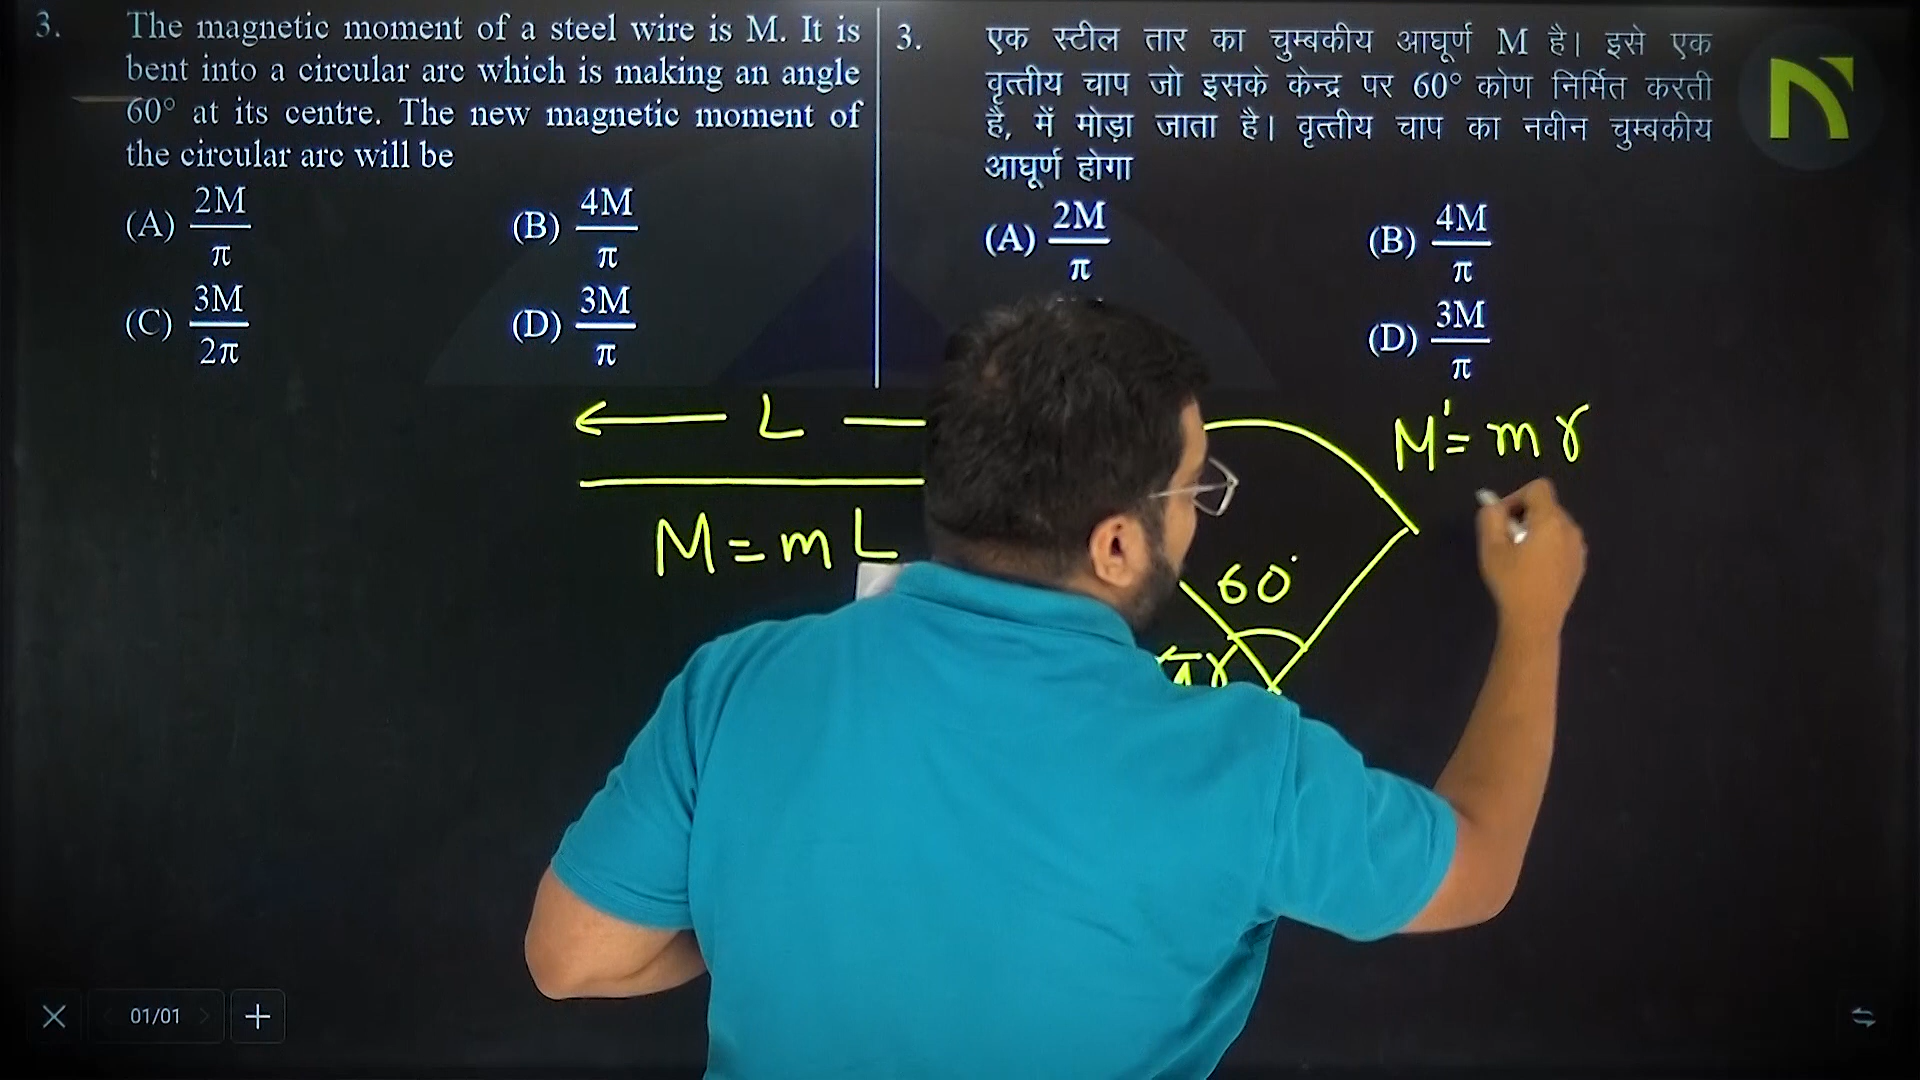 3.
The magnetic moment of a steel wire is M. It is
bent into a circular arc which is making an angle
60° at its centre. The new magnetic moment of
the circular arc will be
(A) 2M/π
(B) 4M/π
(C) 3M/2π
(D) 3M/π
3.
एक स्टील तार का चुम्बकीय आघूर्ण M है। इसे एक
वृत्तीय चाप जो इसके केन्द्र पर 60° कोण निर्मित करती
है, में मोड़ा जाता है। वृत्तीय चाप का नवीन चुम्बकीय
आघूर्ण होगा
(A) 2M/π
(B) 4M/π
(D) 3M/π
L
M = m L
60°
r
M' = m r
01/01